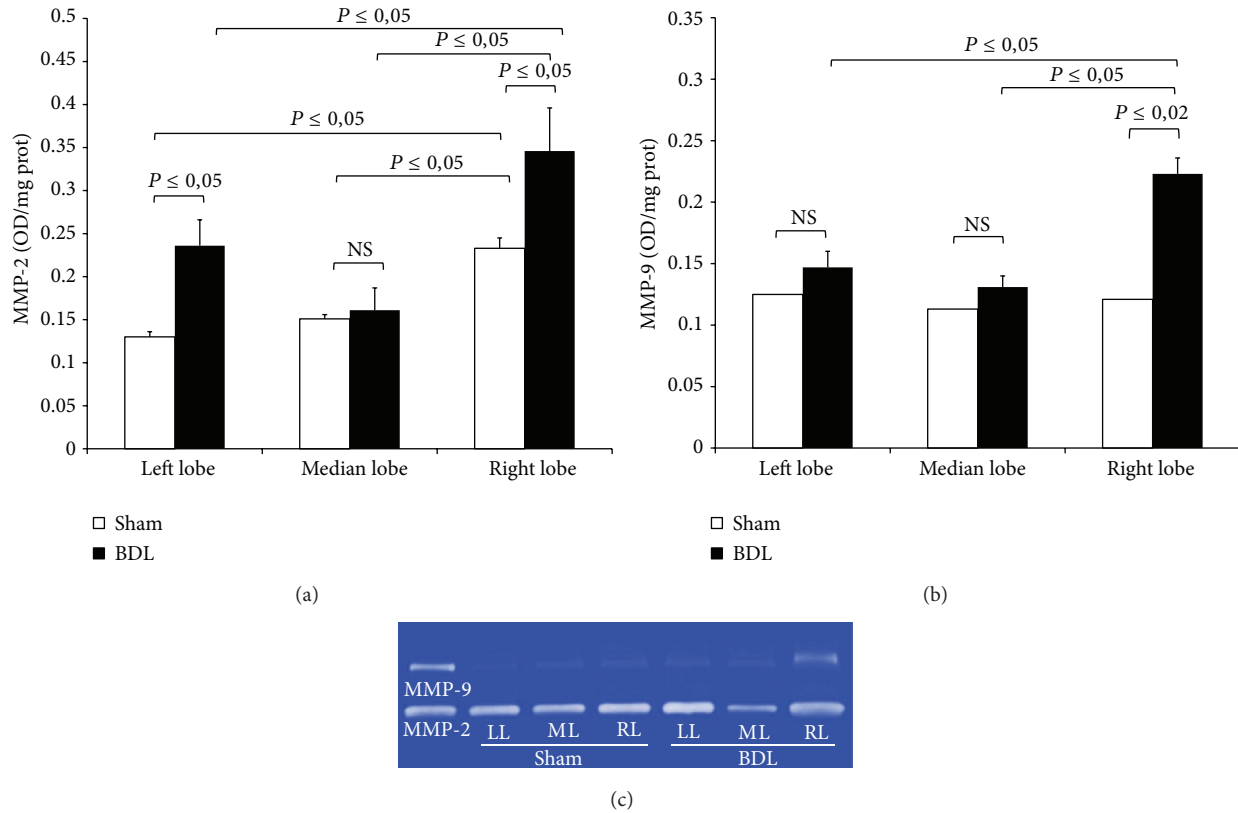 0.5
0.45
0.4
0.35
0.3
0.25
0.2
0.15
0.1
0.05
0
MMP-2 (OD/mg prot)
P ≤ 0,05
P ≤ 0,05
P ≤ 0,05
P ≤ 0,05
P ≤ 0,05
P ≤ 0,05
NS
Left lobe Median lobe Right lobe
Sham
BDL
(a)
0.35
0.3
0.25
0.2
0.15
0.1
0.05
0
MMP-9 (OD/mg prot)
P ≤ 0,05
P ≤ 0,05
P ≤ 0,02
NS
NS
Left lobe Median lobe Right lobe
Sham
BDL
(b)
MMP-9
MMP-2 LL ML RL LL ML RL
Sham BDL
(c)